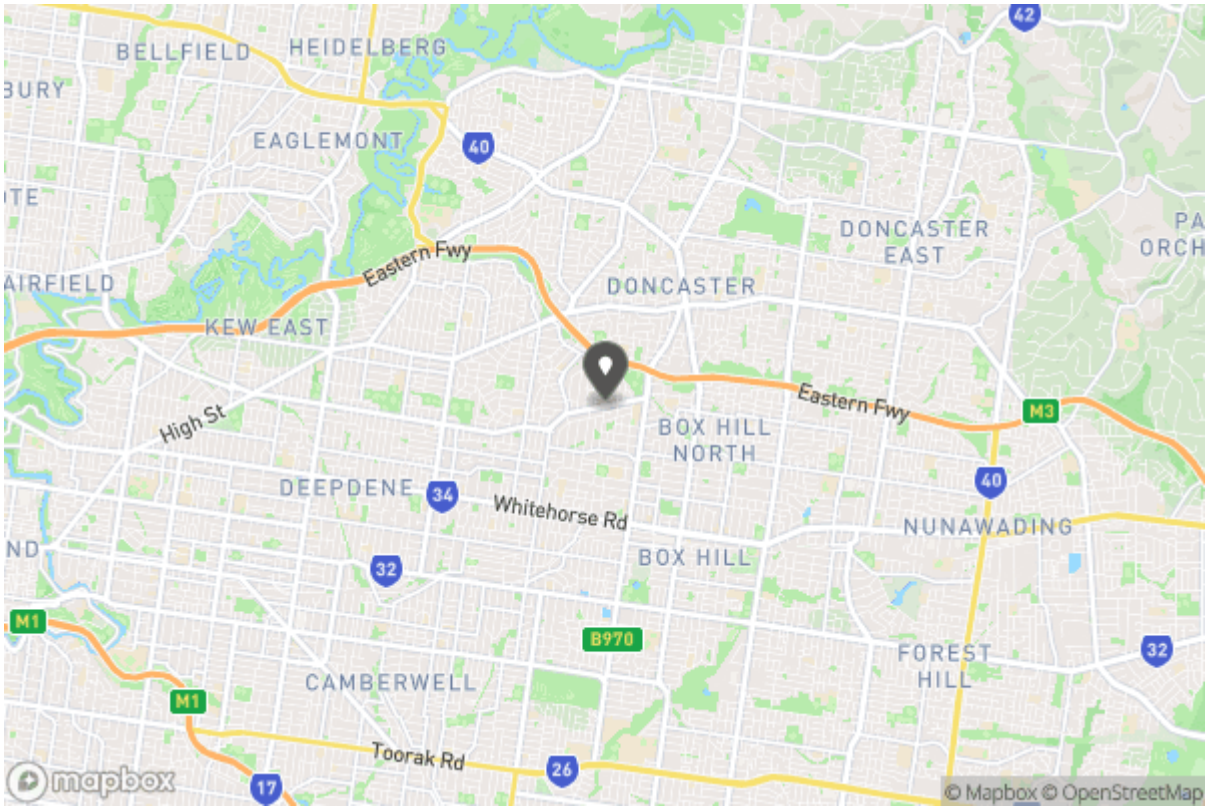 42
BELLFIELD
HEIDELBERG
BURY
EAGLEMONT
40
OTE
DONCASTER
EAST
PA
ORCH
Eastern Fwy
AIRFIELD
DONCASTER
KEW EAST
High St
Eastern Fwy
M3
BOX HILL
NORTH
DEEPDENE
34
40
Whitehorse Rd
NUNAWADING
ND
BOX HILL
32
M1
B970
FOREST
HILL
32
CAMBERWELL
M1
Toorak Rd
26
17
mapbox
© Mapbox © OpenStreetMap